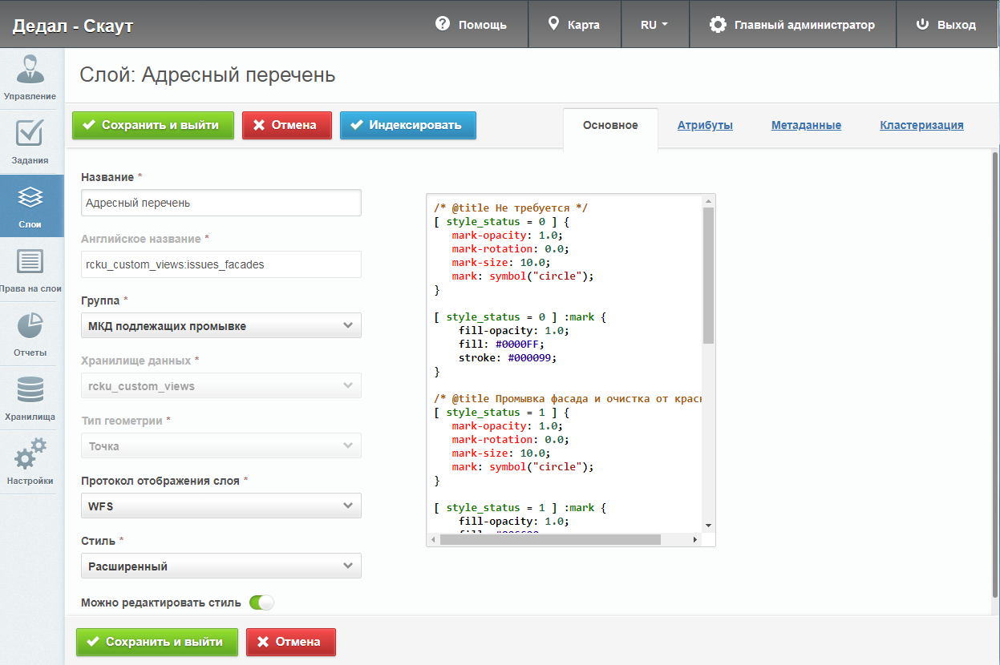 Дедал - Скаут
Помощь
Карта
RU
Главный администратор
Выход
Управление
Задания
Слои
Права на слои
Отчеты
Хранилища
Настройки
Слой: Адресный перечень
Сохранить и выйти
Отмена
Индексировать
Основное
Атрибуты
Метаданные
Кластеризация
Название *
Адресный перечень
Английское название *
rcku_custom_views:issues_facades
Группа *
МКД подлежащих промывке
Хранилище данных *
rcku_custom_views
Тип геометрии *
Точка
Протокол отображения слоя *
WFS
Стиль *
Расширенный
Можно редактировать стиль
/* @title Не требуется */
[ style_status = 0 ] {
mark-opacity: 1.0;
mark-rotation: 0.0;
mark-size: 10.0;
mark: symbol("circle");
}
[ style_status = 0 ] :mark {
fill-opacity: 1.0;
fill: #0000FF;
stroke: #000099;
}
/* @title Промывка фасада и очистка от крас
[ style_status = 1 ] {
mark-opacity: 1.0;
mark-rotation: 0.0;
mark-size: 10.0;
mark: symbol("circle");
}
[ style_status = 1 ] :mark {
fill-opacity: 1.0;
Сохранить и выйти
Отмена